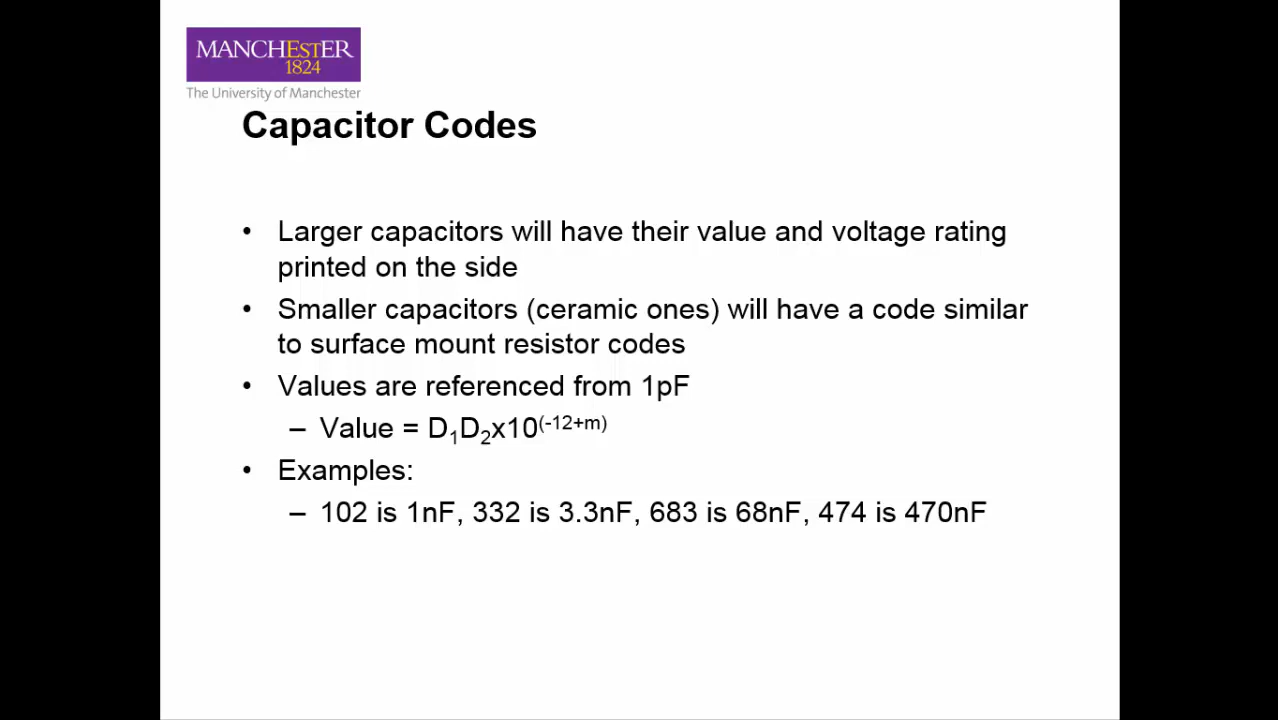 MANCHESTER
1824
The University of Manchester
Capacitor Codes
• Larger capacitors will have their value and voltage rating
printed on the side
• Smaller capacitors (ceramic ones) will have a code similar
to surface mount resistor codes
• Values are referenced from 1pF
– Value = D₁D₂x10⁽⁻¹²⁺ᵐ⁾
• Examples:
– 102 is 1nF, 332 is 3.3nF, 683 is 68nF, 474 is 470nF